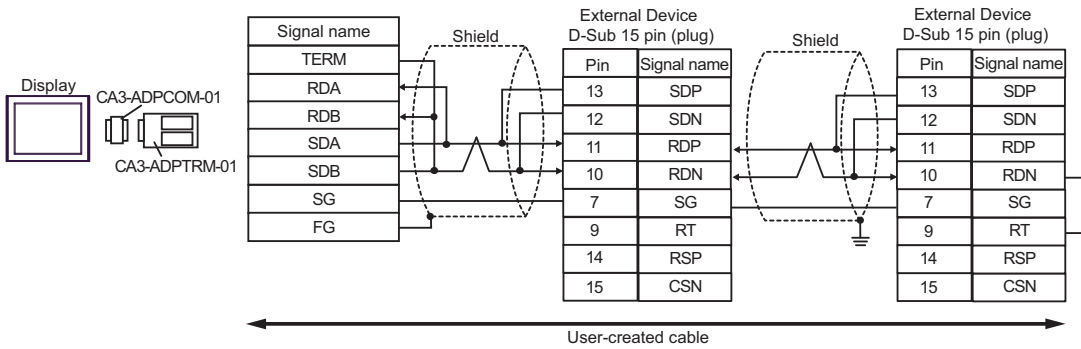 Display
CA3-ADPCOM-01
CA3-ADPTRM-01
Signal name
TERM
RDA
RDB
SDA
SDB
SG
FG
Shield
External Device
D-Sub 15 pin (plug)
Pin Signal name
13 SDP
12 SDN
11 RDP
10 RDN
7 SG
9 RT
14 RSP
15 CSN
Shield
External Device
D-Sub 15 pin (plug)
Pin Signal name
13 SDP
12 SDN
11 RDP
10 RDN
7 SG
9 RT
14 RSP
15 CSN
User-created cable